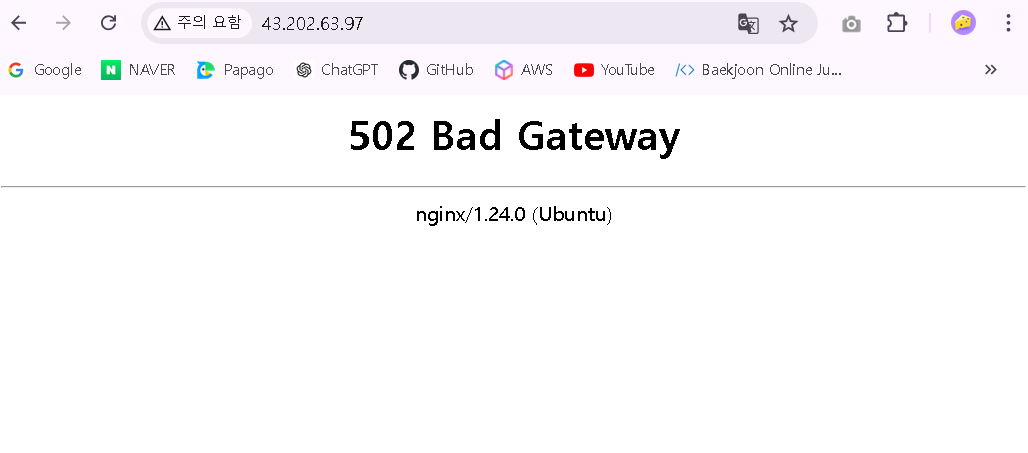 주의 요함 43.202.63.97
Google NAVER Papago ChatGPT GitHub AWS YouTube Baekjoon Online Ju...
502 Bad Gateway
nginx/1.24.0 (Ubuntu)